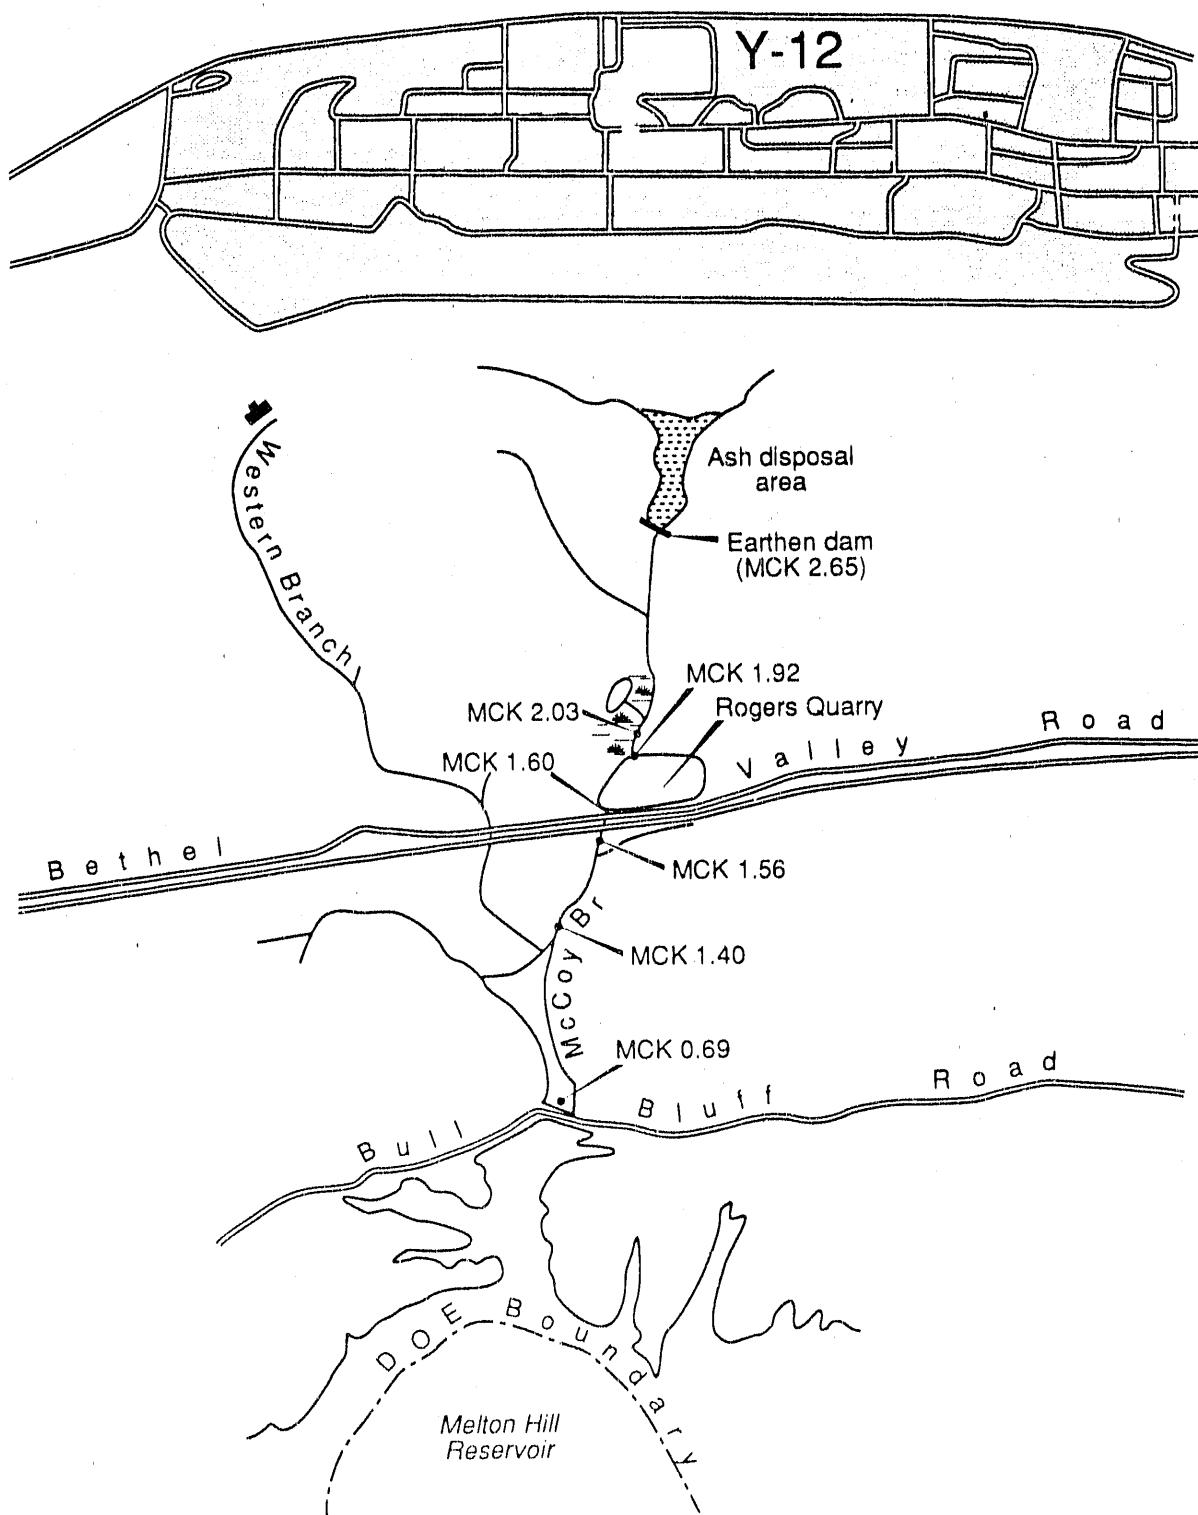 Y-12
Western Branch
Ash disposal
area
Earthen dam
(MCK 2.65)
MCK 1.92
MCK 2.03
Rogers Quarry
MCK 1.60
Bethel Valley Road
MCK 1.56
McCoy Br
MCK 1.40
MCK 0.69
Bull Bluff Road
DOE Boundary
Melton Hill
Reservoir